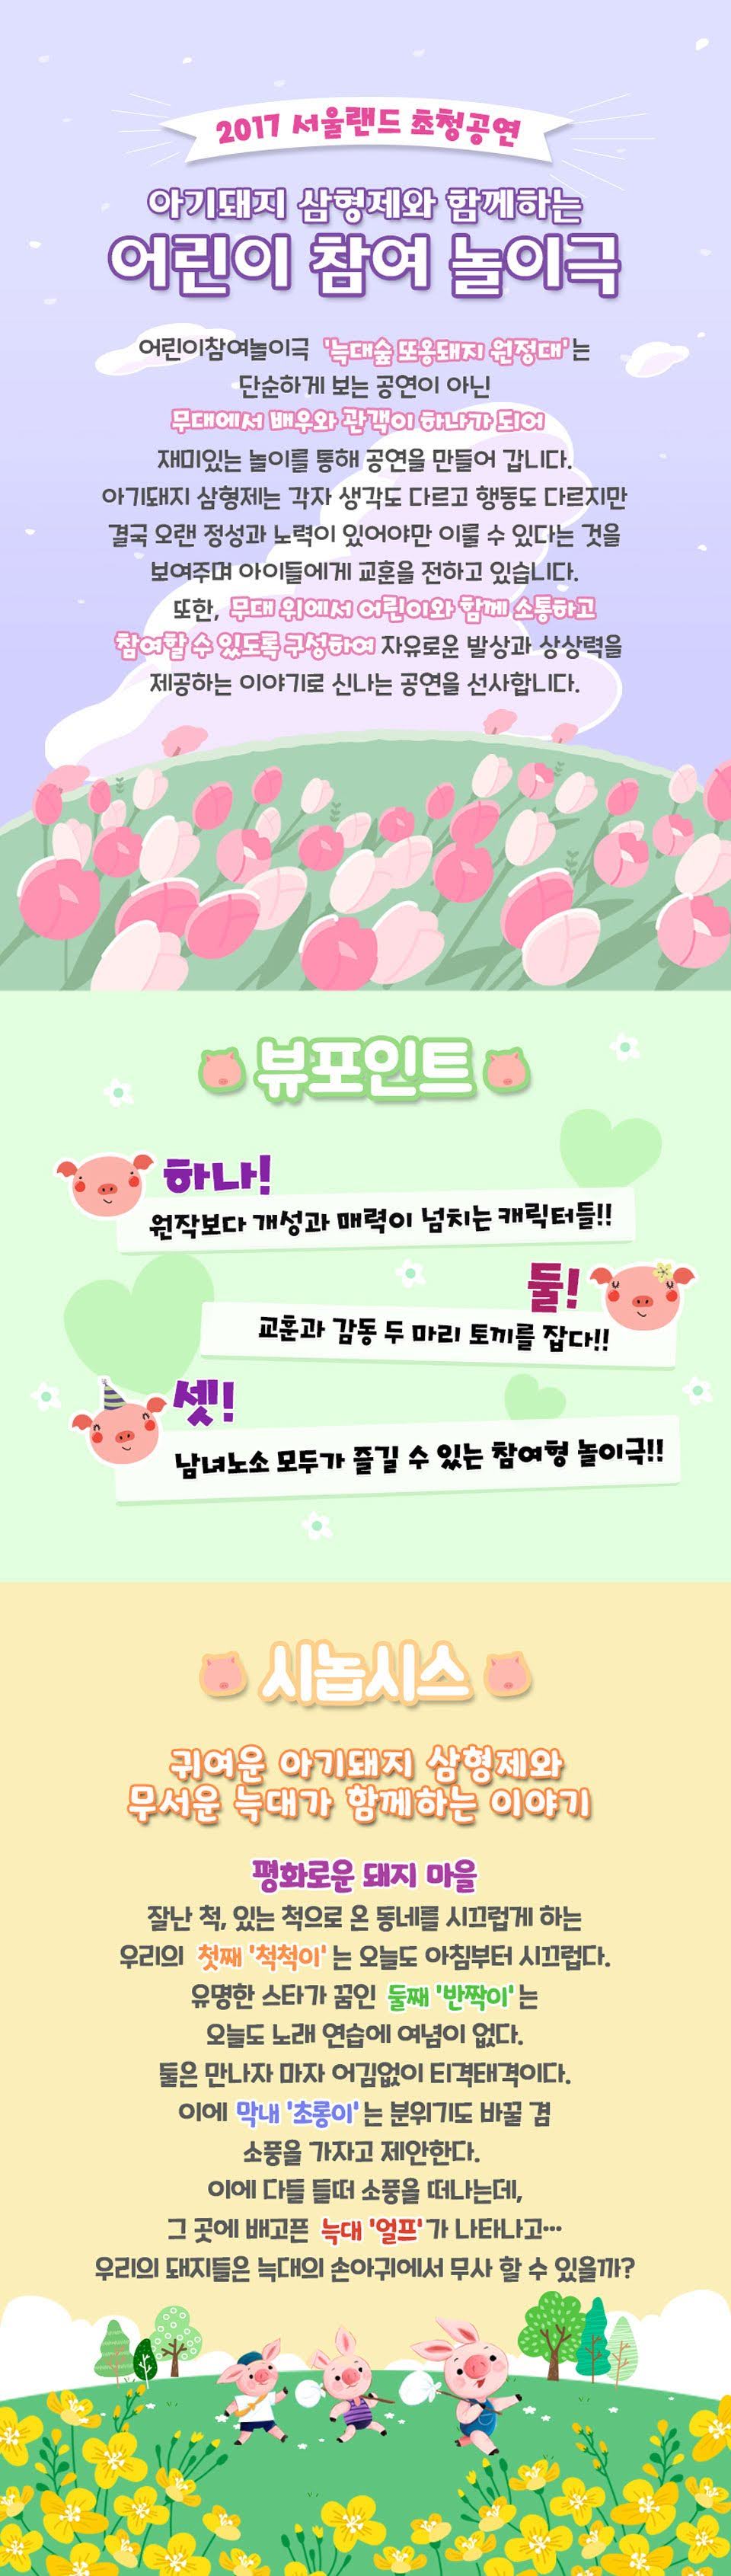 2017 서울랜드 초청공연
아기돼지 삼형제와 함께하는
어린이 참여 놀이극
어린이참여놀이극 '늑대숲 또옹돼지 원정대'는
단순하게 보는 공연이 아닌
무대에서 배우와 관객이 하나가 되어
재미있는 놀이를 통해 공연을 만들어 갑니다.
아기돼지 삼형제는 각자 생각도 다르고 행동도 다르지만
결국 오랜 정성과 노력이 있어야만 이룰 수 있다는 것을
보여주며 아이들에게 교훈을 전하고 있습니다.
또한, 무대 위에서 어린이와 함께 소통하고
참여할 수 있도록 구성하여 자유로운 발상과 상상력을
제공하는 이야기로 신나는 공연을 선사합니다.
뷰포인트
하나!
원작보다 개성과 매력이 넘치는 캐릭터들!!
둘!
교훈과 감동 두 마리 토끼를 잡다!!
셋!
남녀노소 모두가 즐길 수 있는 참여형 놀이극!!
시놉시스
귀여운 아기돼지 삼형제와
무서운 늑대가 함께하는 이야기
평화로운 돼지 마을
잘난 척, 있는 척으로 온 동네를 시끄럽게 하는
우리의 첫째 '척척이'는 오늘도 아침부터 시끄럽다.
유명한 스타가 꿈인 둘째 '반짝이'는
오늘도 노래 연습에 여념이 없다.
둘은 만나자 마자 어김없이 티격태격이다.
이에 막내 '초롱이'는 분위기도 바꿀 겸
소풍을 가자고 제안한다.
이에 다들 들떠 소풍을 떠나는데,
그 곳에 배고픈 늑대 '얼프'가 나타나고…
우리의 돼지들은 늑대의 손아귀에서 무사 할 수 있을까?